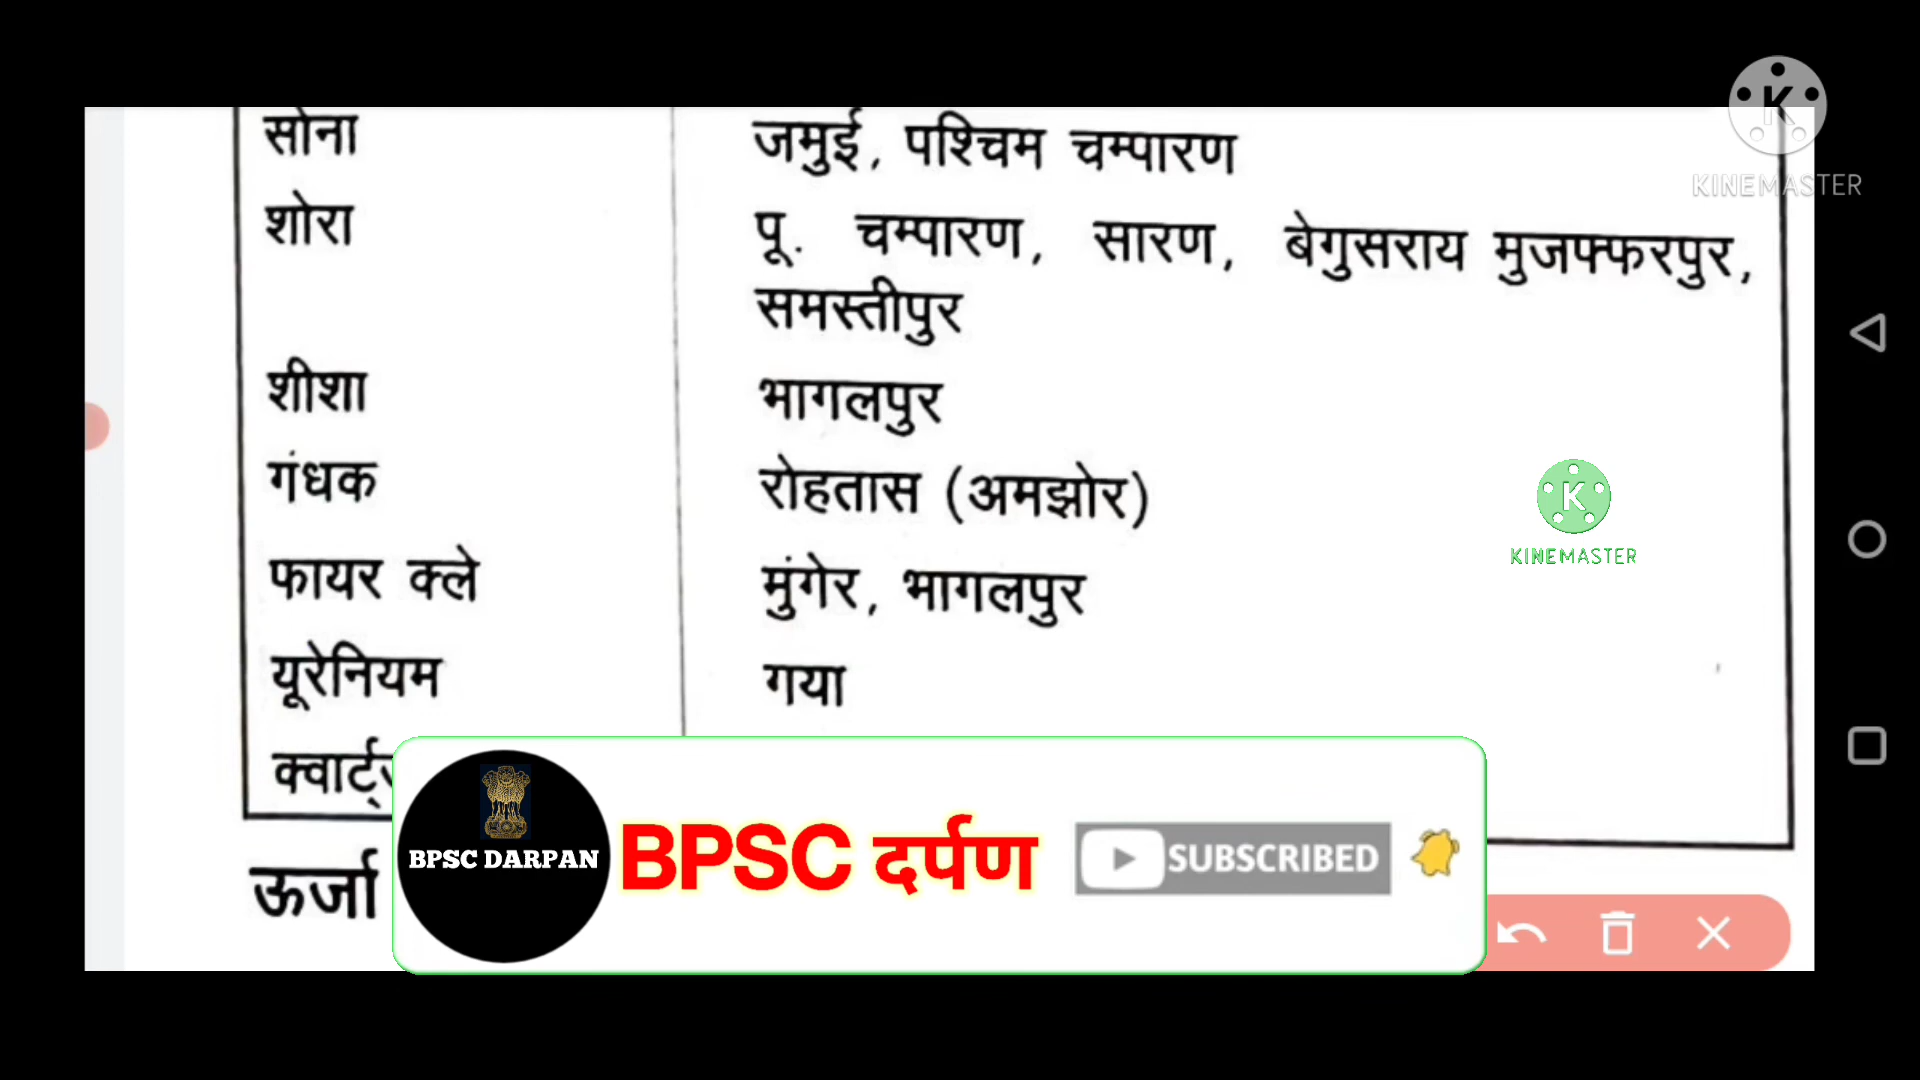 सोना जमुई, पश्चिम चम्पारण
शोरा पू. चम्पारण, सारण, बेगुसराय मुजफ्फरपुर,
समस्तीपुर
शीशा भागलपुर
गंधक रोहतास (अमझोर)
फायर क्ले मुंगेर, भागलपुर
यूरेनियम गया
ऊर्जा
BPSC DARPAN
BPSC दर्पण
SUBSCRIBED
K
KINEMASTER
K
KINEMASTER